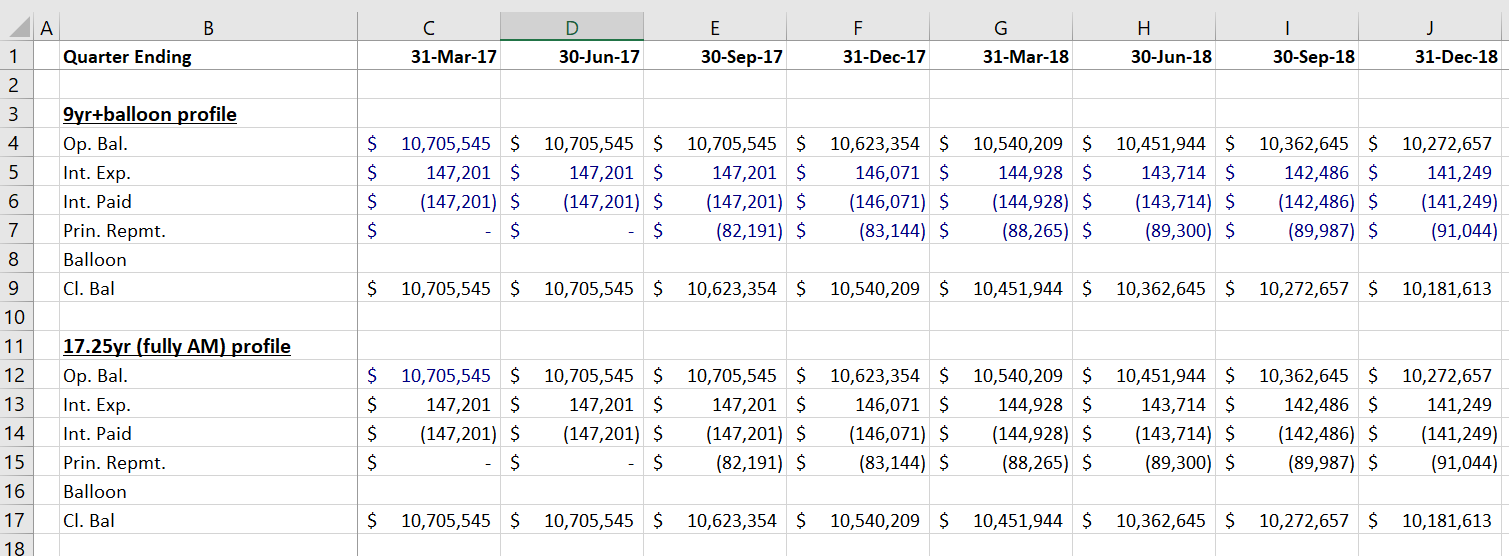 A B C D E F G H I J
1 Quarter Ending 31-Mar-17 30-Jun-17 30-Sep-17 31-Dec-17 31-Mar-18 30-Jun-18 30-Sep-18 31-Dec-18
2
3 9yr+balloon profile
4 Op. Bal. $ 10,705,545 $ 10,705,545 $ 10,705,545 $ 10,623,354 $ 10,540,209 $ 10,451,944 $ 10,362,645 $ 10,272,657
5 Int. Exp. $ 147,201 $ 147,201 $ 147,201 $ 146,071 $ 144,928 $ 143,714 $ 142,486 $ 141,249
6 Int. Paid $ (147,201) $ (147,201) $ (147,201) $ (146,071) $ (144,928) $ (143,714) $ (142,486) $ (141,249)
7 Prin. Repmt. $ - $ - $ (82,191) $ (83,144) $ (88,265) $ (89,300) $ (89,987) $ (91,044)
8 Balloon
9 Cl. Bal $ 10,705,545 $ 10,705,545 $ 10,623,354 $ 10,540,209 $ 10,451,944 $ 10,362,645 $ 10,272,657 $ 10,181,613
10
11 17.25yr (fully AM) profile
12 Op. Bal. $ 10,705,545 $ 10,705,545 $ 10,705,545 $ 10,623,354 $ 10,540,209 $ 10,451,944 $ 10,362,645 $ 10,272,657
13 Int. Exp. $ 147,201 $ 147,201 $ 147,201 $ 146,071 $ 144,928 $ 143,714 $ 142,486 $ 141,249
14 Int. Paid $ (147,201) $ (147,201) $ (147,201) $ (146,071) $ (144,928) $ (143,714) $ (142,486) $ (141,249)
15 Prin. Repmt. $ - $ - $ (82,191) $ (83,144) $ (88,265) $ (89,300) $ (89,987) $ (91,044)
16 Balloon
17 Cl. Bal $ 10,705,545 $ 10,705,545 $ 10,623,354 $ 10,540,209 $ 10,451,944 $ 10,362,645 $ 10,272,657 $ 10,181,613
18